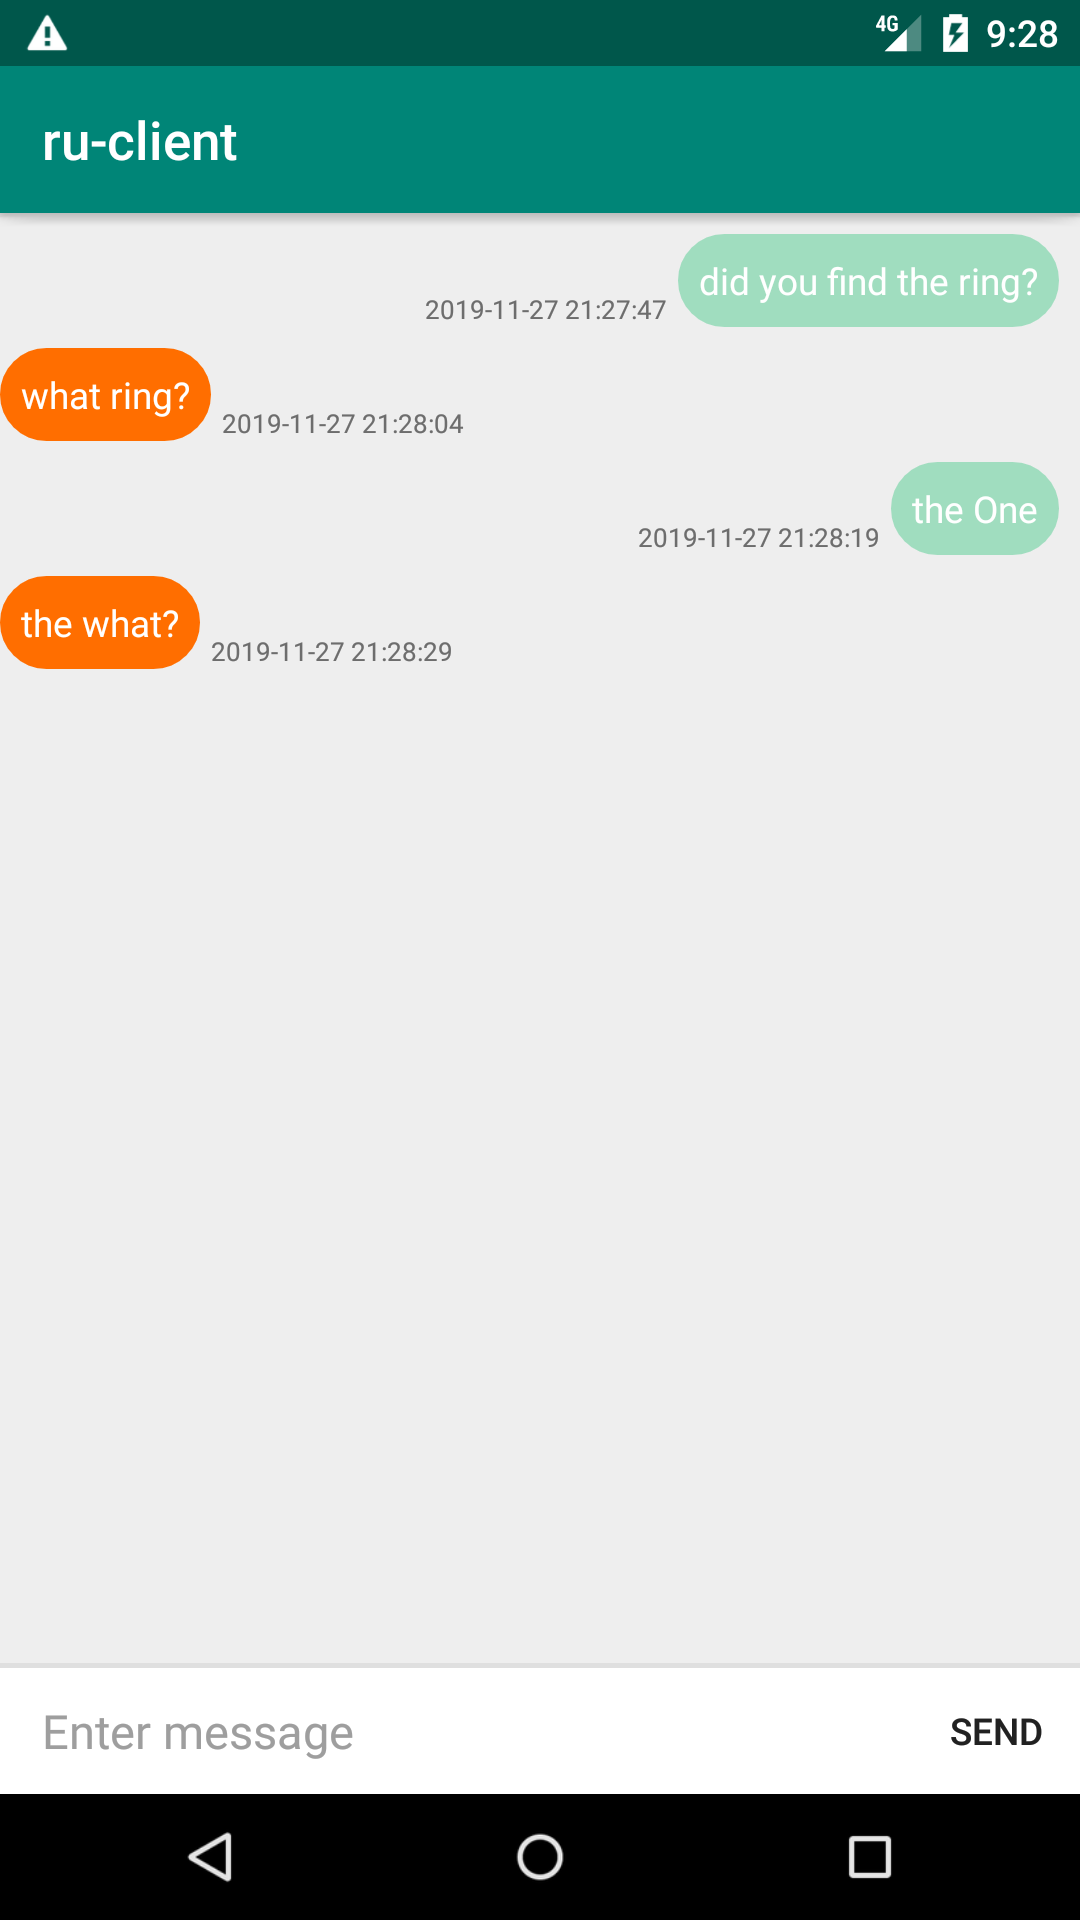 4G 9:28
ru-client
did you find the ring?
2019-11-27 21:27:47
what ring?
2019-11-27 21:28:04
the One
2019-11-27 21:28:19
the what?
2019-11-27 21:28:29
Enter message SEND